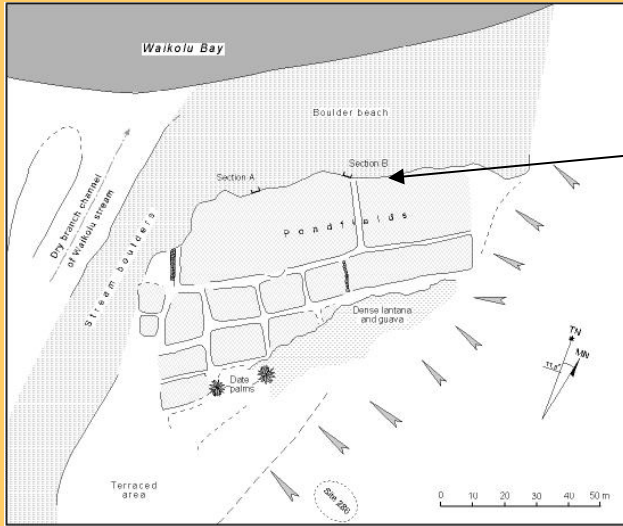 Waikolu Bay
Boulder beach
Section B
Section A
Dry branch channel
of Waikolu stream
Pondfields
Stream boulders
Dense lantana
and guava
TN
MN
11.5°
Date
palms
Terraced
area
Site 280
0 10 20 30 40 50 m